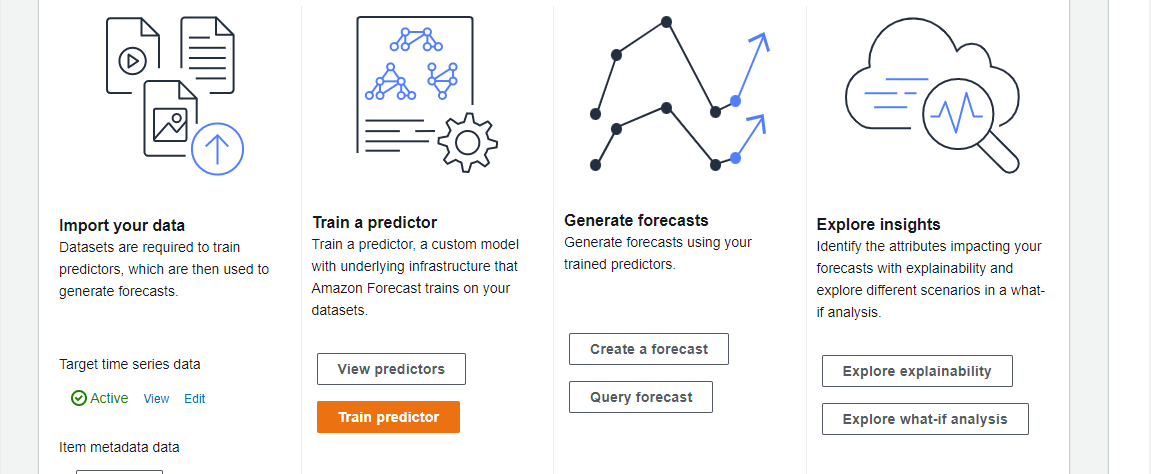 Import your data
Datasets are required to train
predictors, which are then used to
generate forecasts.
Target time series data
Active View Edit
Item metadata data
Train a predictor
Train a predictor, a custom model
with underlying infrastructure that
Amazon Forecast trains on your
datasets.
View predictors
Train predictor
Generate forecasts
Generate forecasts using your
trained predictors.
Create a forecast
Query forecast
Explore insights
Identify the attributes impacting your
forecasts with explainability and
explore different scenarios in a what-
if analysis.
Explore explainability
Explore what-if analysis